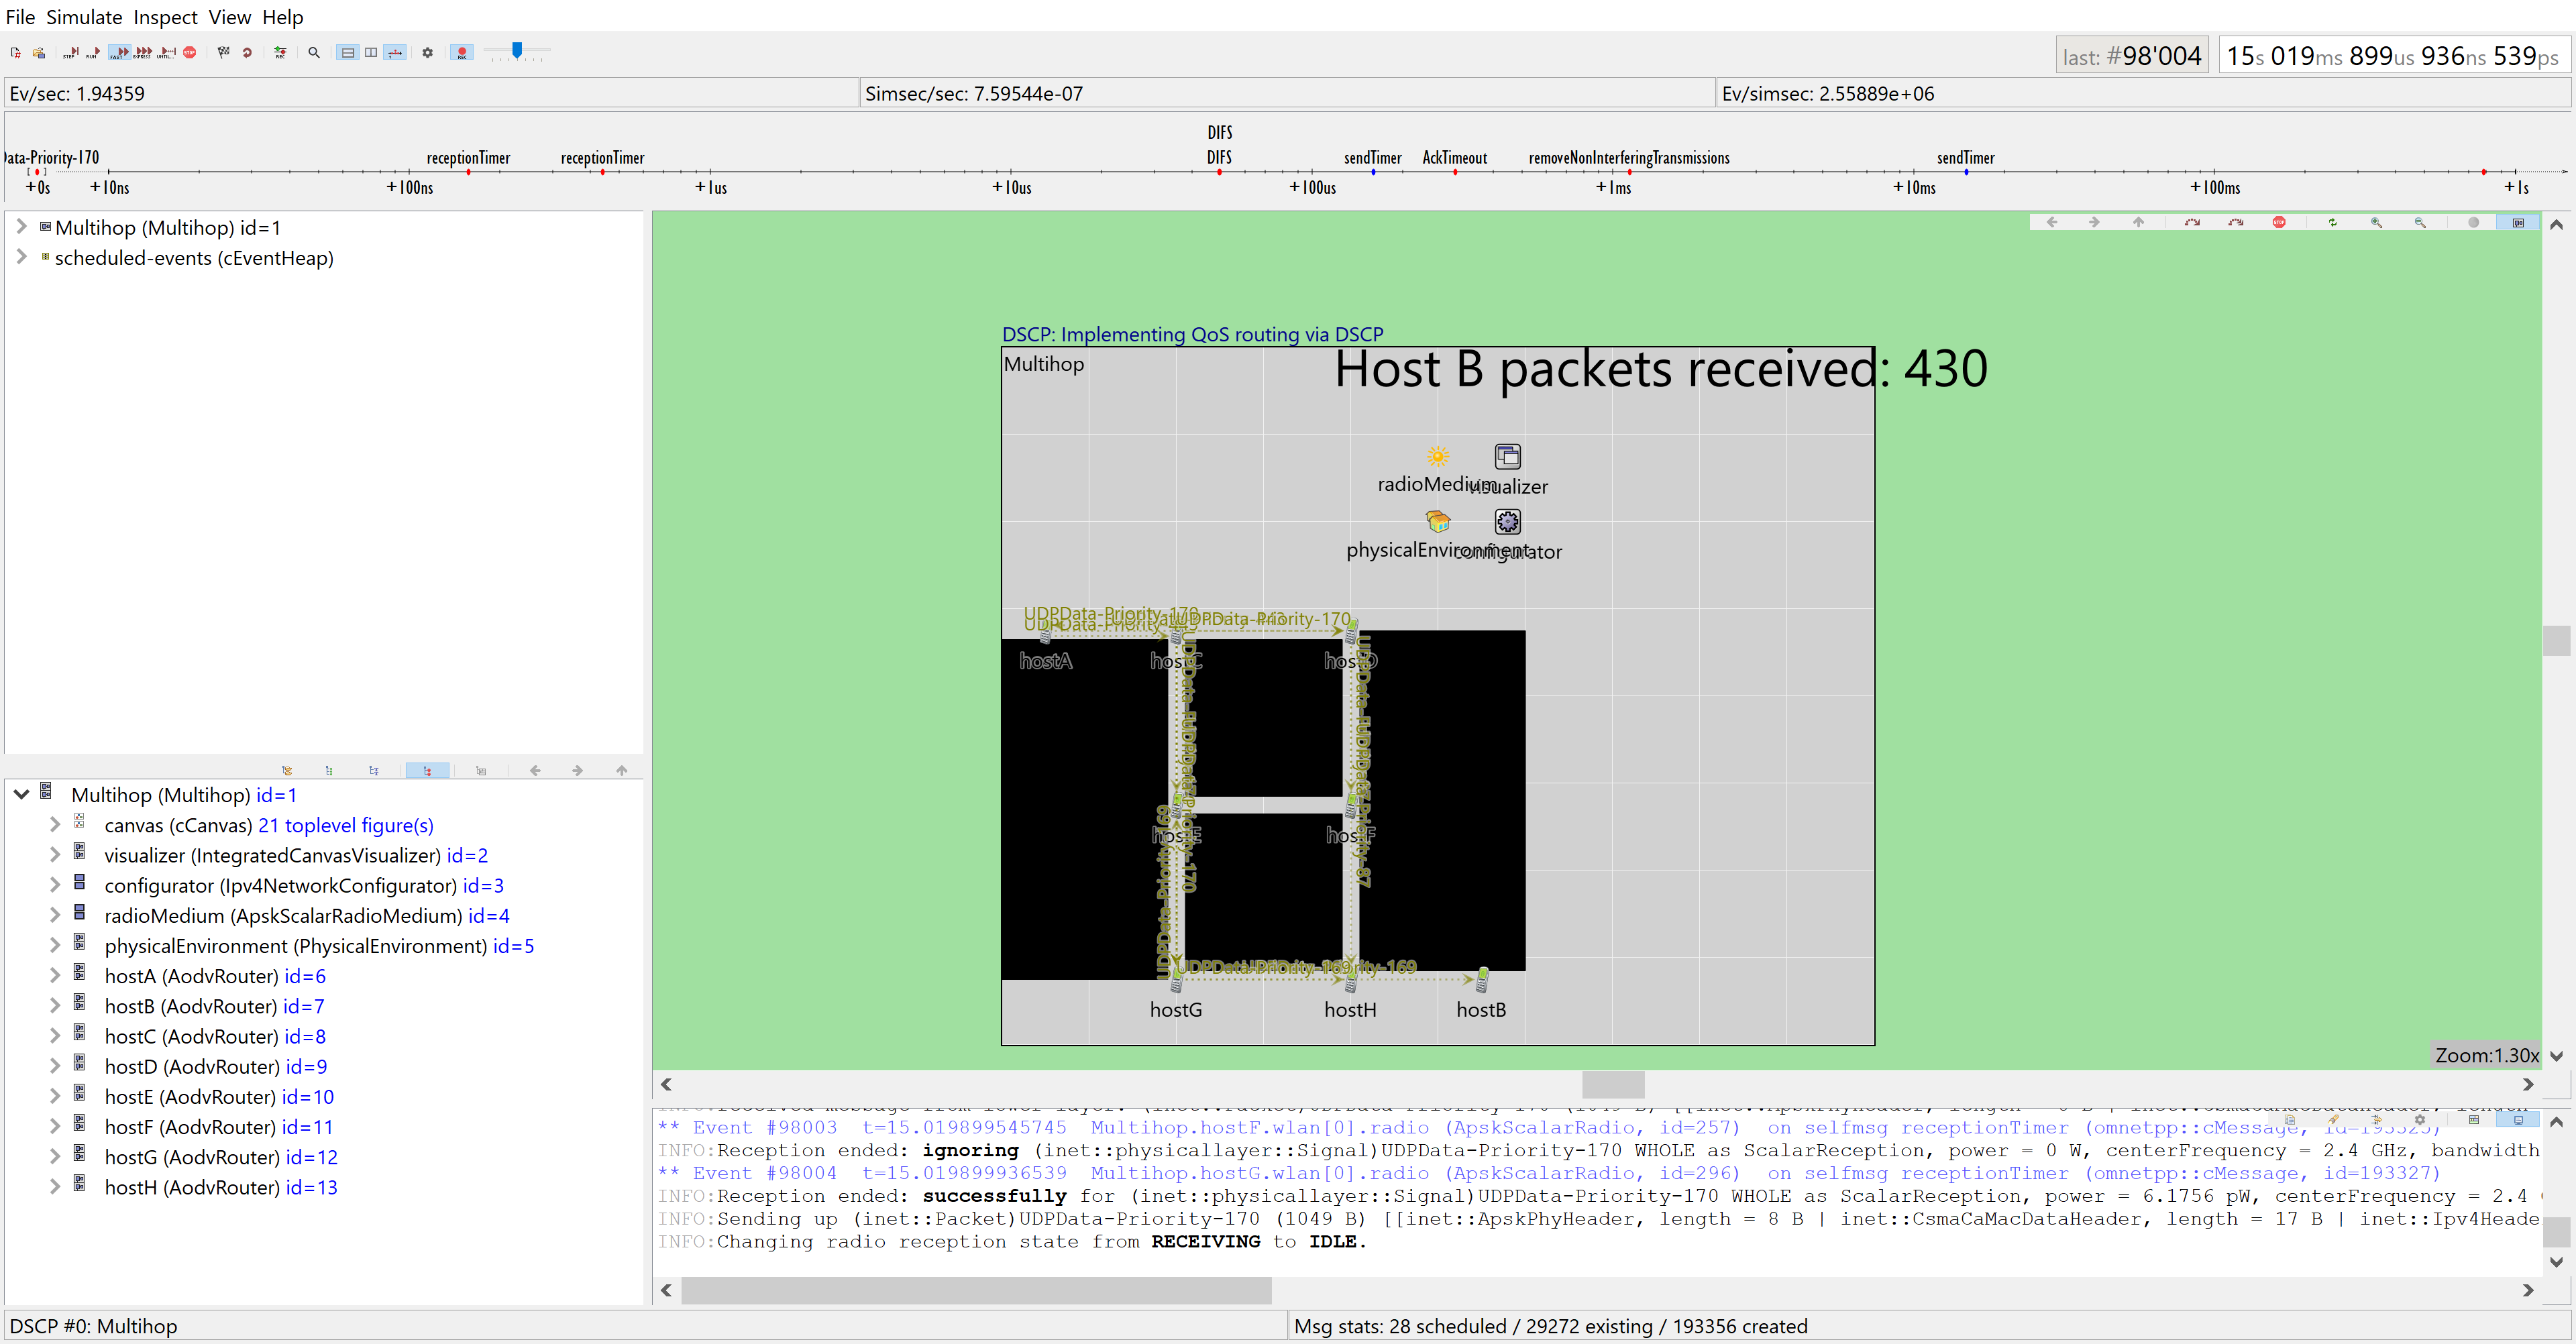 File Simulate Inspect View Help
last: #98'004 15s 019ms 899us 936ns 539ps
Ev/sec: 1.94359 Simsec/sec: 7.59544e-07 Ev/simsec: 2.55889e+06
DIFS
Data-Priority-170 receptionTimer receptionTimer DIFS sendTimer AckTimeout removeNonInterferingTransmissions sendTimer
+0s +10ns +100ns +1us +10us +100us +1ms +10ms +100ms +1s
Multihop (Multihop) id=1
scheduled-events (cEventHeap)
Multihop (Multihop) id=1
canvas (cCanvas) 21 toplevel figure(s)
visualizer (IntegratedCanvasVisualizer) id=2
configurator (Ipv4NetworkConfigurator) id=3
radioMedium (ApskScalarRadioMedium) id=4
physicalEnvironment (PhysicalEnvironment) id=5
hostA (AodvRouter) id=6
hostB (AodvRouter) id=7
hostC (AodvRouter) id=8
hostD (AodvRouter) id=9
hostE (AodvRouter) id=10
hostF (AodvRouter) id=11
hostG (AodvRouter) id=12
hostH (AodvRouter) id=13
DSCP: Implementing QoS routing via DSCP
Multihop
Host B packets received: 430
radioMedium visualizer
physicalEnvironment configurator
UDPData-Priority-170
UDPData-Priority-170
hostA hostC hostD
hostE hostF
UDPData-Priority-169
hostG hostH hostB
Zoom:1.30x
** Event #98003 t=15.019899545745 Multihop.hostF.wlan[0].radio (ApskScalarRadio, id=257) on selfmsg receptionTimer (omnetpp::cMessage, id=193325)
INFO:Reception ended: ignoring (inet::physicallayer::Signal)UDPData-Priority-170 WHOLE as ScalarReception, power = 0 W, centerFrequency = 2.4 GHz, bandwidth
** Event #98004 t=15.019899936539 Multihop.hostG.wlan[0].radio (ApskScalarRadio, id=296) on selfmsg receptionTimer (omnetpp::cMessage, id=193327)
INFO:Reception ended: successfully for (inet::physicallayer::Signal)UDPData-Priority-170 WHOLE as ScalarReception, power = 6.1756 pW, centerFrequency = 2.4
INFO:Sending up (inet::Packet)UDPData-Priority-170 (1049 B) [[inet::ApskPhyHeader, length = 8 B | inet::CsmaCaMacDataHeader, length = 17 B | inet::Ipv4Heade
INFO:Changing radio reception state from RECEIVING to IDLE.
DSCP #0: Multihop Msg stats: 28 scheduled / 29272 existing / 193356 created